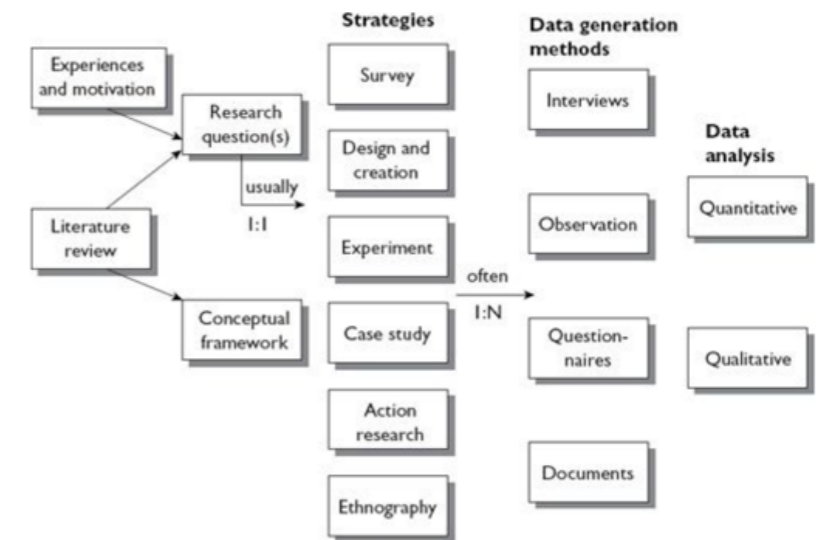 Experiences
and motivation
Literature
review
Research
question(s)
usually
1:1
Conceptual
framework
Strategies
Survey
Design and
creation
Experiment
Case study
Action
research
Ethnography
often
1:N
Data generation
methods
Interviews
Observation
Question-
naires
Documents
Data
analysis
Quantitative
Qualitative